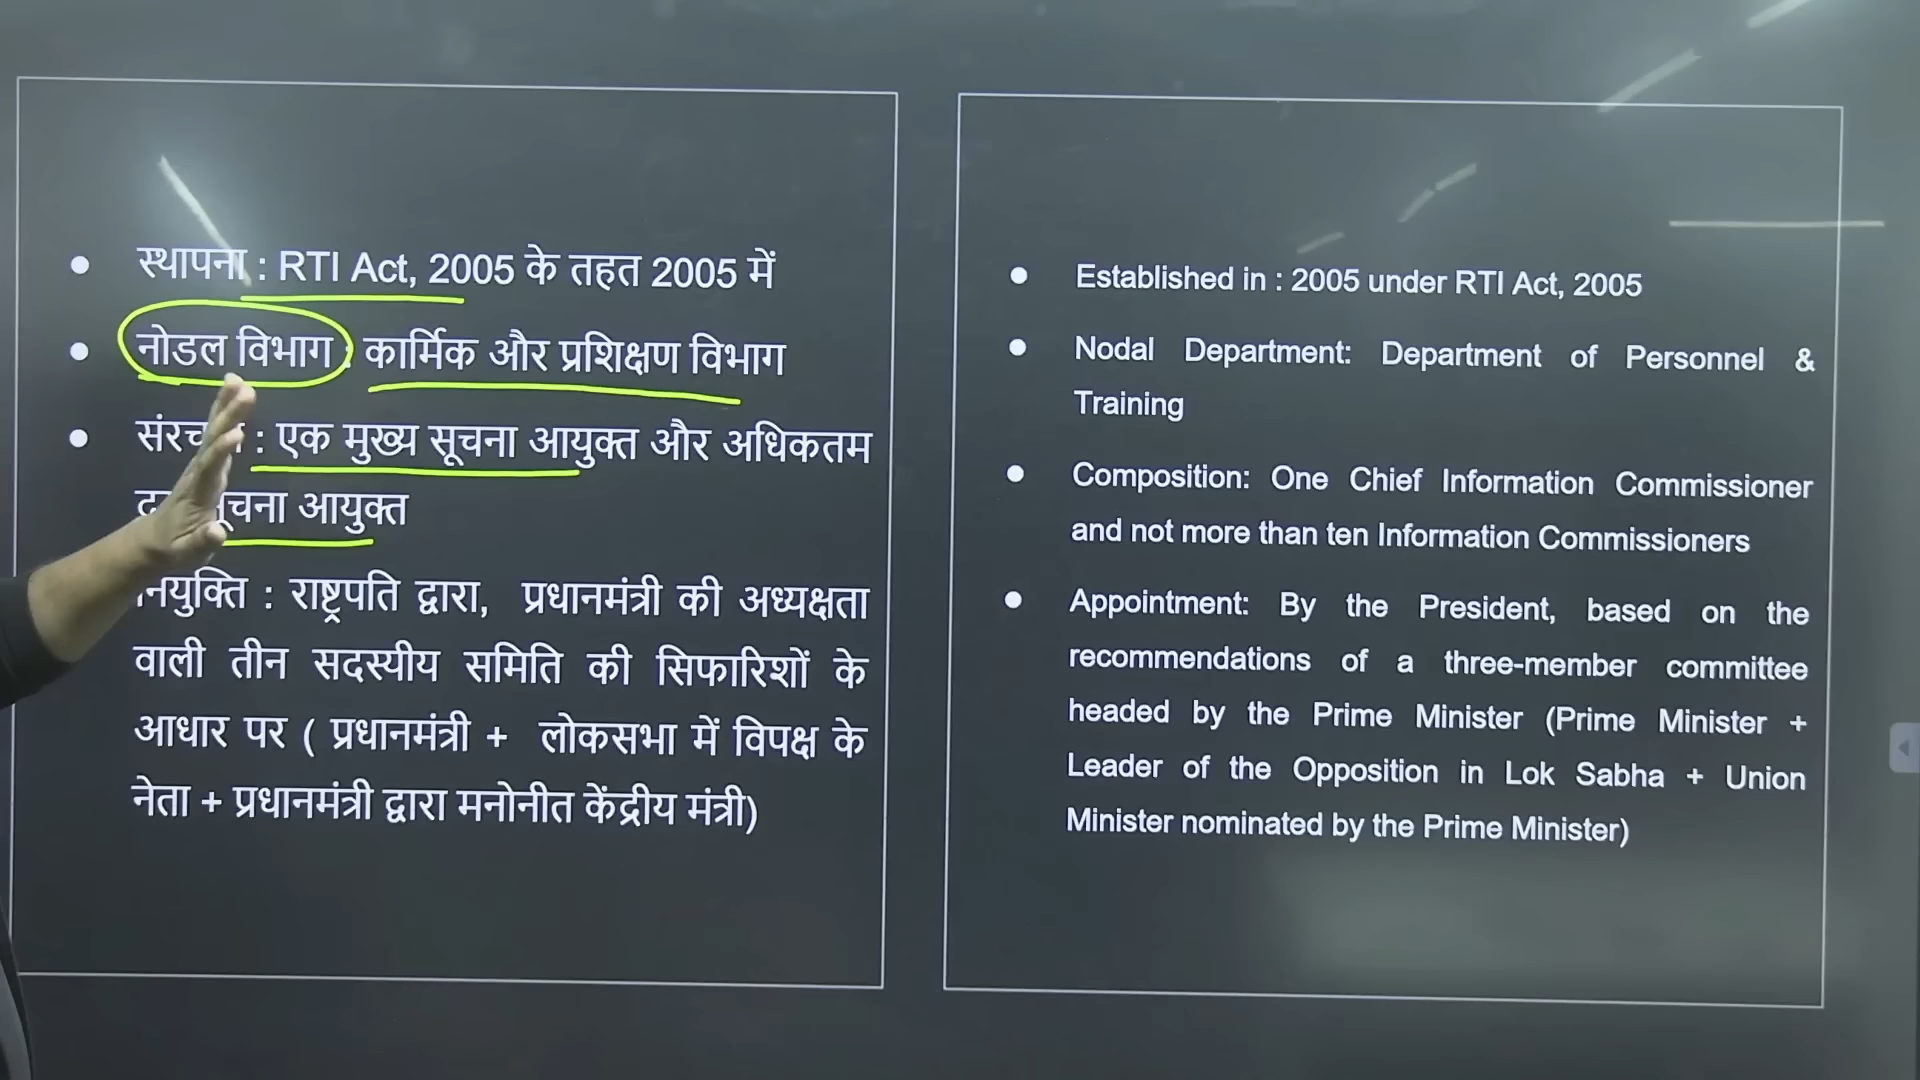 स्थापना : RTI Act, 2005 के तहत 2005 में
नोडल विभाग : कार्मिक और प्रशिक्षण विभाग
: एक मुख्य सूचना आयुक्त और अधिकतम
सूचना आयुक्त
नियुक्ति : राष्ट्रपति द्वारा, प्रधानमंत्री की अध्यक्षता
वाली तीन सदस्यीय समिति की सिफारिशों के
आधार पर ( प्रधानमंत्री + लोकसभा में विपक्ष के
नेता + प्रधानमंत्री द्वारा मनोनीत केंद्रीय मंत्री)
Established in : 2005 under RTI Act, 2005
Nodal Department: Department of Personnel &
Training
Composition: One Chief Information Commissioner
and not more than ten Information Commissioners
Appointment: By the President, based on the
recommendations of a three-member committee
headed by the Prime Minister (Prime Minister +
Leader of the Opposition in Lok Sabha + Union
Minister nominated by the Prime Minister)